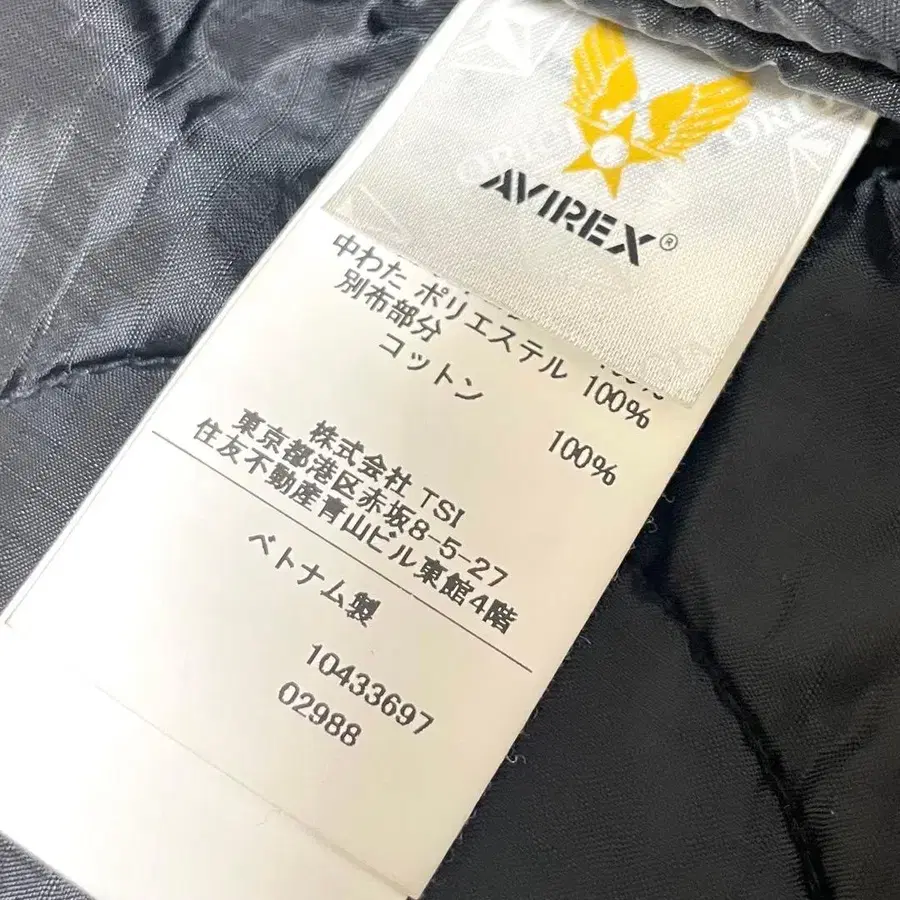 AVIREX®
中わた ポリエステル 100%
別布部分
コットン 100%
株式会社 TSI
東京都港区赤坂8-5-27
住友不動産青山ビル東館4階
ベトナム製
10433697
02988